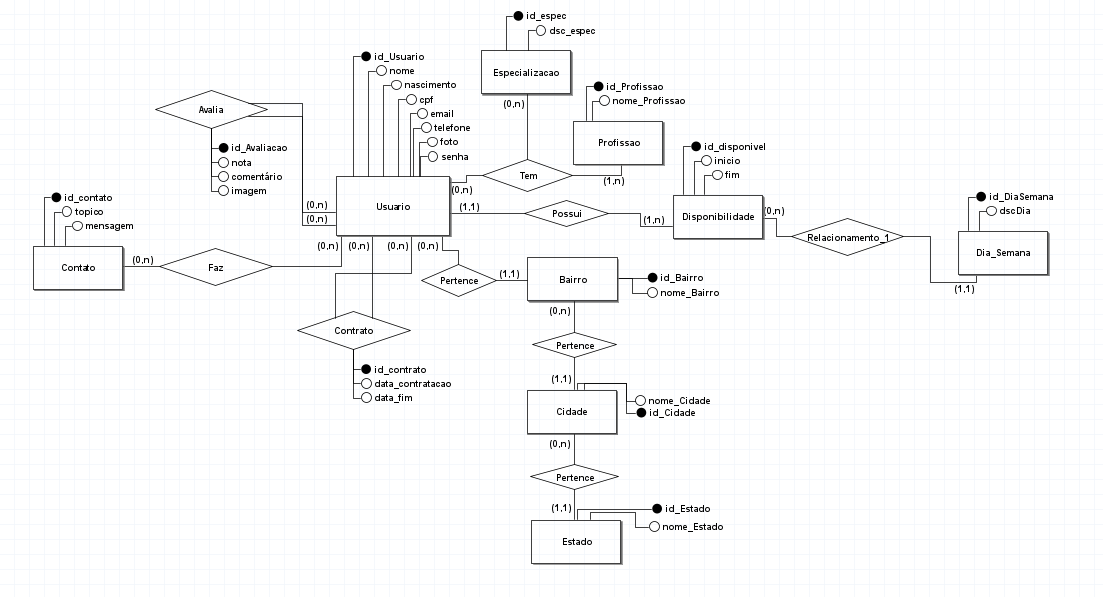 id_espec
dsc_espec
Especializacao
(0,n)
id_Usuario
nome
nascimento
cpf
email
telefone
foto
senha
id_Profissao
nome_Profissao
Profissao
(1,n)
Avalia
id_Avaliacao
nota
comentário
imagem
Tem
(0,n)
id_disponivel
inicio
fim
Disponibilidade
(0,n)
id_contato
topico
mensagem
Contato
(0,n)
Faz
(0,n)
(0,n)
Usuario
(1,1)
Possui
(1,n)
Relacionamento_1
id_DiaSemana
dscDia
Dia_Semana
(1,1)
(0,n)
(0,n)
(0,n)
(0,n)
Pertence
(1,1)
Bairro
id_Bairro
nome_Bairro
(0,n)
Contrato
id_contrato
data_contratacao
data_fim
Pertence
(1,1)
nome_Cidade
id_Cidade
Cidade
(0,n)
Pertence
(1,1)
id_Estado
nome_Estado
Estado